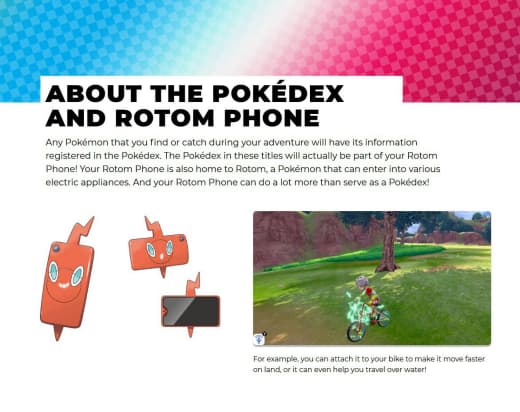 ABOUT THE POKÉDEX
AND ROTOM PHONE
Any Pokémon that you find or catch during your adventure will have its information
registered in the Pokédex. The Pokédex in these titles will actually be part of your Rotom
Phone! Your Rotom Phone is also home to Rotom, a Pokémon that can enter into various
electric appliances. And your Rotom Phone can do a lot more than serve as a Pokédex!
For example, you can attach it to your bike to make it move faster
on land, or it can even help you travel over water!